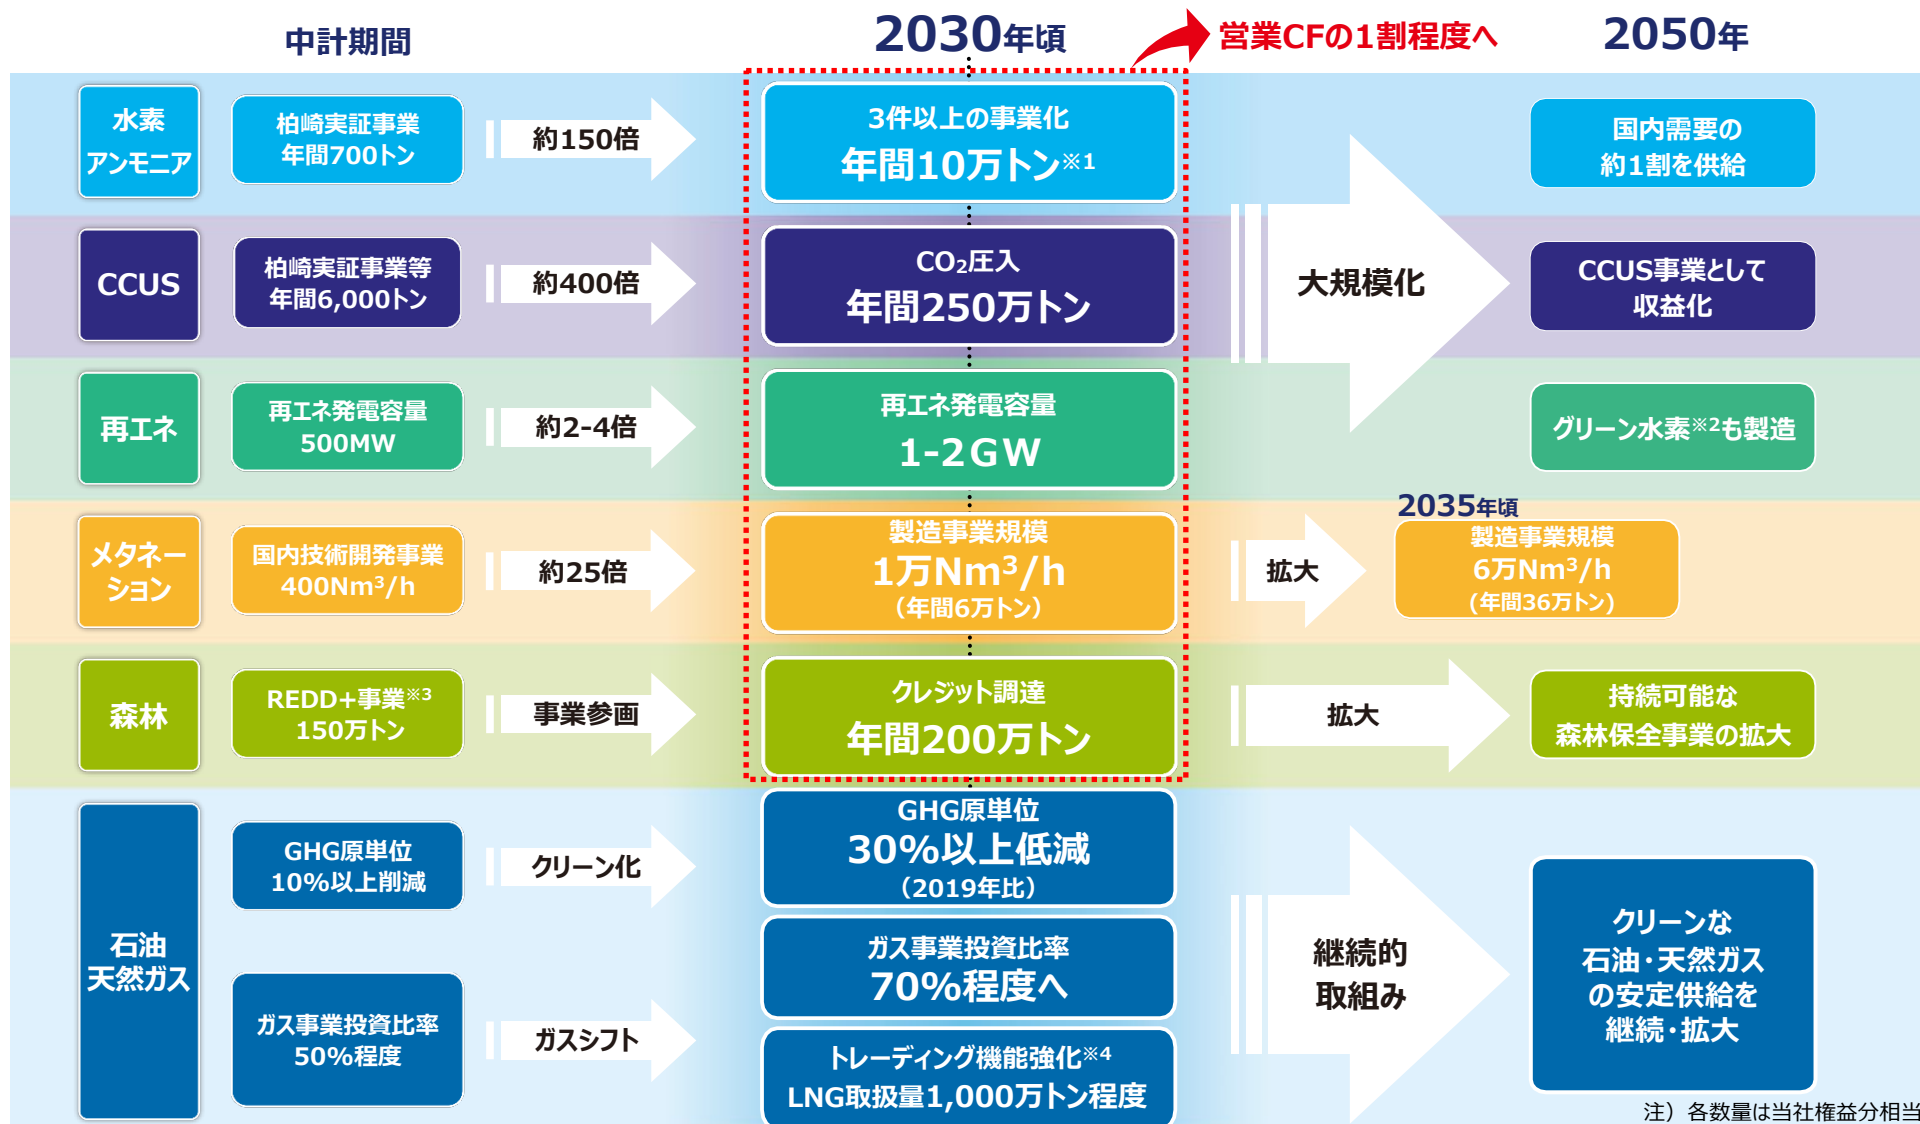 中計期間
2030年頃
営業CFの1割程度へ
2050年
水素
アンモニア
柏崎実証事業
年間700トン
約150倍
3件以上の事業化
年間10万トン※1
国内需要の
約1割を供給
CCUS
柏崎実証事業等
年間6,000トン
約400倍
CO₂圧入
年間250万トン
大規模化
CCUS事業として
収益化
再エネ
再エネ発電容量
500MW
約2-4倍
再エネ発電容量
1-2GW
グリーン水素※2も製造
メタネー
ション
国内技術開発事業
400Nm³/h
約25倍
製造事業規模
1万Nm³/h
（年間6万トン）
拡大
2035年頃
製造事業規模
6万Nm³/h
(年間36万トン)
森林
REDD+事業※3
150万トン
事業参画
クレジット調達
年間200万トン
拡大
持続可能な
森林保全事業の拡大
石油
天然ガス
GHG原単位
10%以上削減
クリーン化
GHG原単位
30%以上低減
（2019年比）
ガス事業投資比率
50%程度
ガスシフト
ガス事業投資比率
70%程度へ
トレーディング機能強化※4
LNG取扱量1,000万トン程度
継続的
取組み
クリーンな
石油・天然ガス
の安定供給を
継続・拡大
注）各数量は当社権益分相当